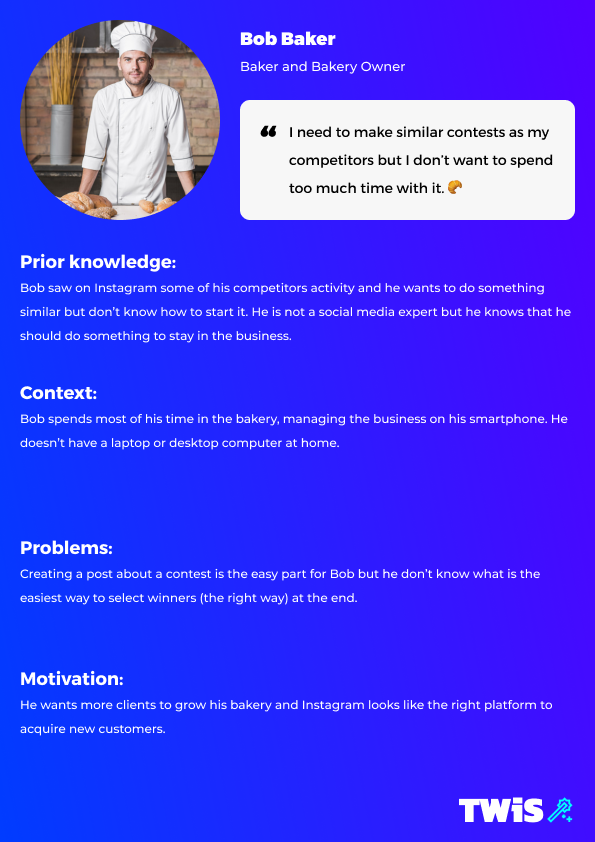 Bob Baker
Baker and Bakery Owner
“ I need to make similar contests as my
competitors but I don’t want to spend
too much time with it. 🥐
Prior knowledge:
Bob saw on Instagram some of his competitors activity and he wants to do something
similar but don’t know how to start it. He is not a social media expert but he knows that he
should do something to stay in the business.
Context:
Bob spends most of his time in the bakery, managing the business on his smartphone. He
doesn’t have a laptop or desktop computer at home.
Problems:
Creating a post about a contest is the easy part for Bob but he don’t know what is the
easiest way to select winners (the right way) at the end.
Motivation:
He wants more clients to grow his bakery and Instagram looks like the right platform to
acquire new customers.
TWiS